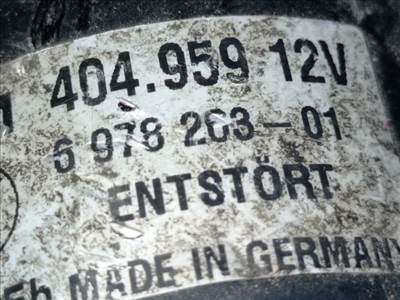 404.959 12V
6 978 263-01
ENTSTÖRT
MADE IN GERMANY